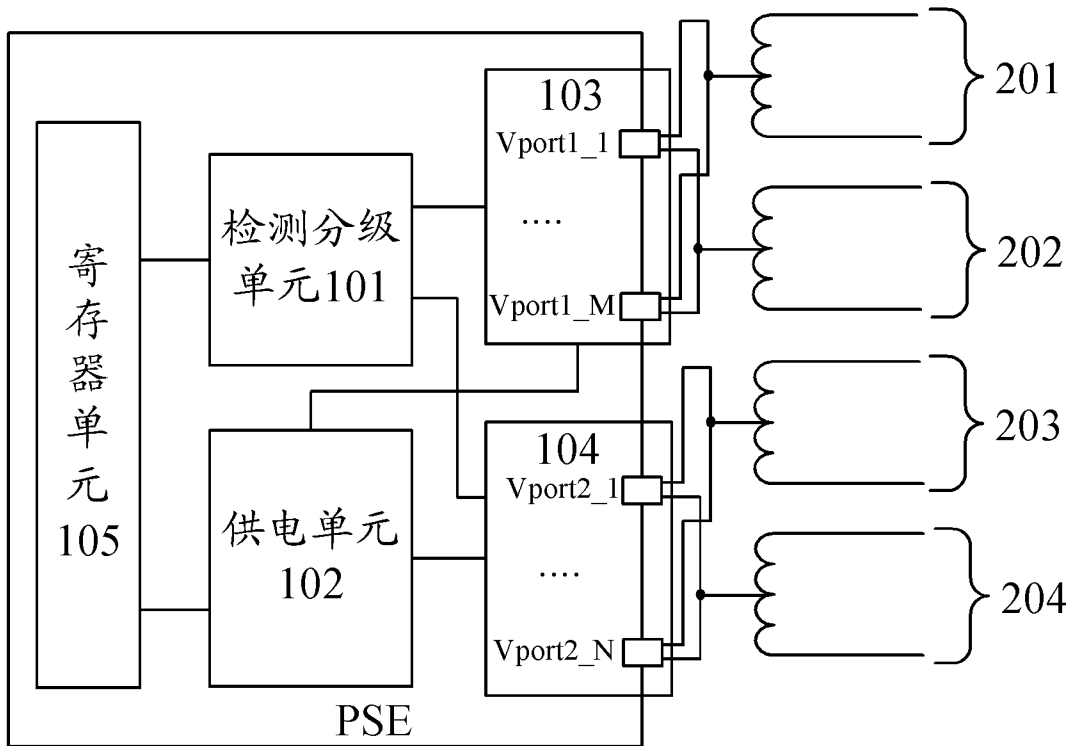 寄存器单元
105
检测分级
单元101
供电单元
102
PSE
103
Vport1_1
....
Vport1_M
104
Vport2_1
....
Vport2_N
201
202
203
204